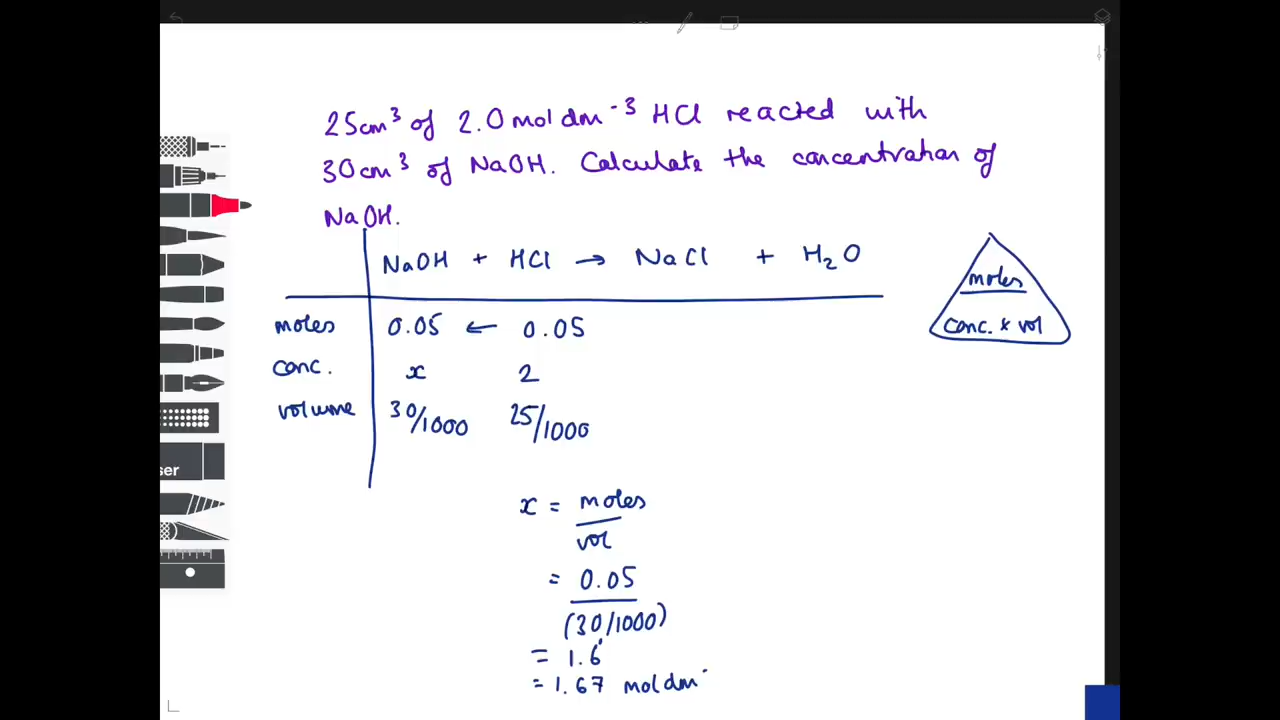 25cm³ of 2.0 mol dm⁻³ HCl reacted with
30cm³ of NaOH. Calculate the concentration of
NaOH.
NaOH + HCl → NaCl + H₂O
moles 0.05 ← 0.05
conc. x 2
volume 30/1000 25/1000
moles
conc. × vol
x = moles
vol
= 0.05
(30/1000)
= 1.6̇
= 1.67 mol dm⁻
ser